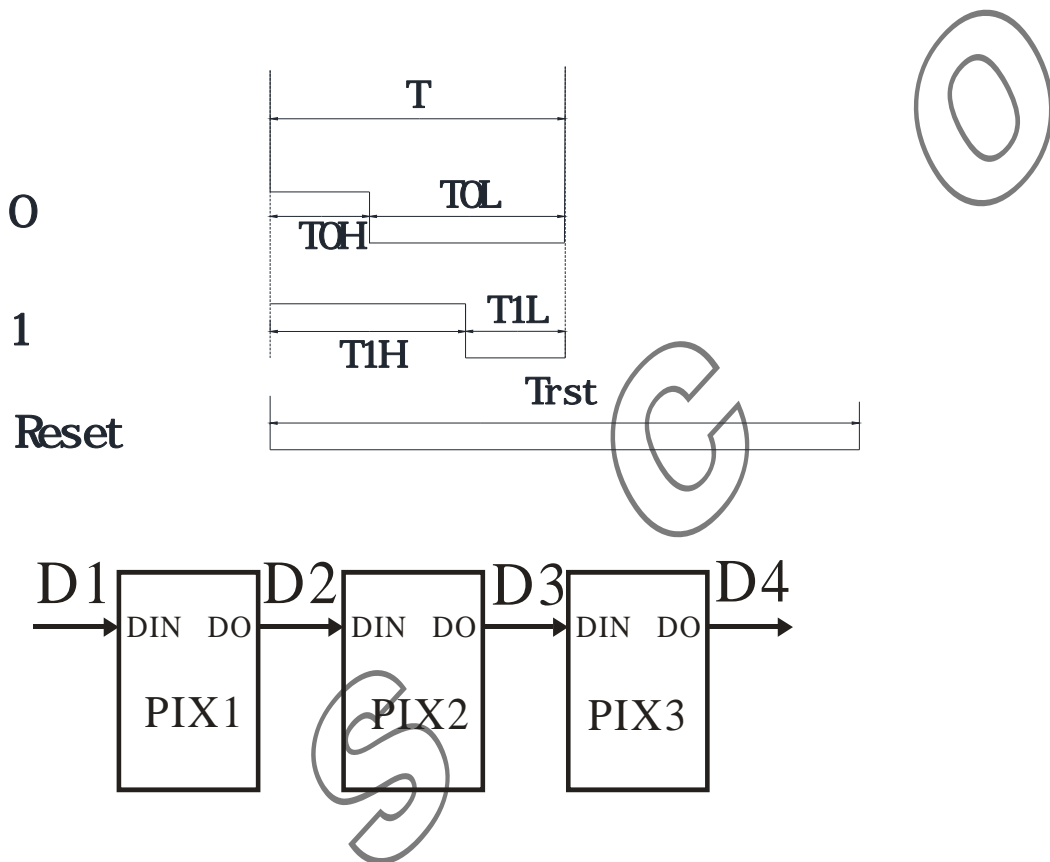 T
0
T0L
T0H
1
T1L
T1H
Trst
Reset
D1
D2
D3
D4
DIN DO
DIN DO
DIN DO
PIX1
PIX2
PIX3
O
C
S